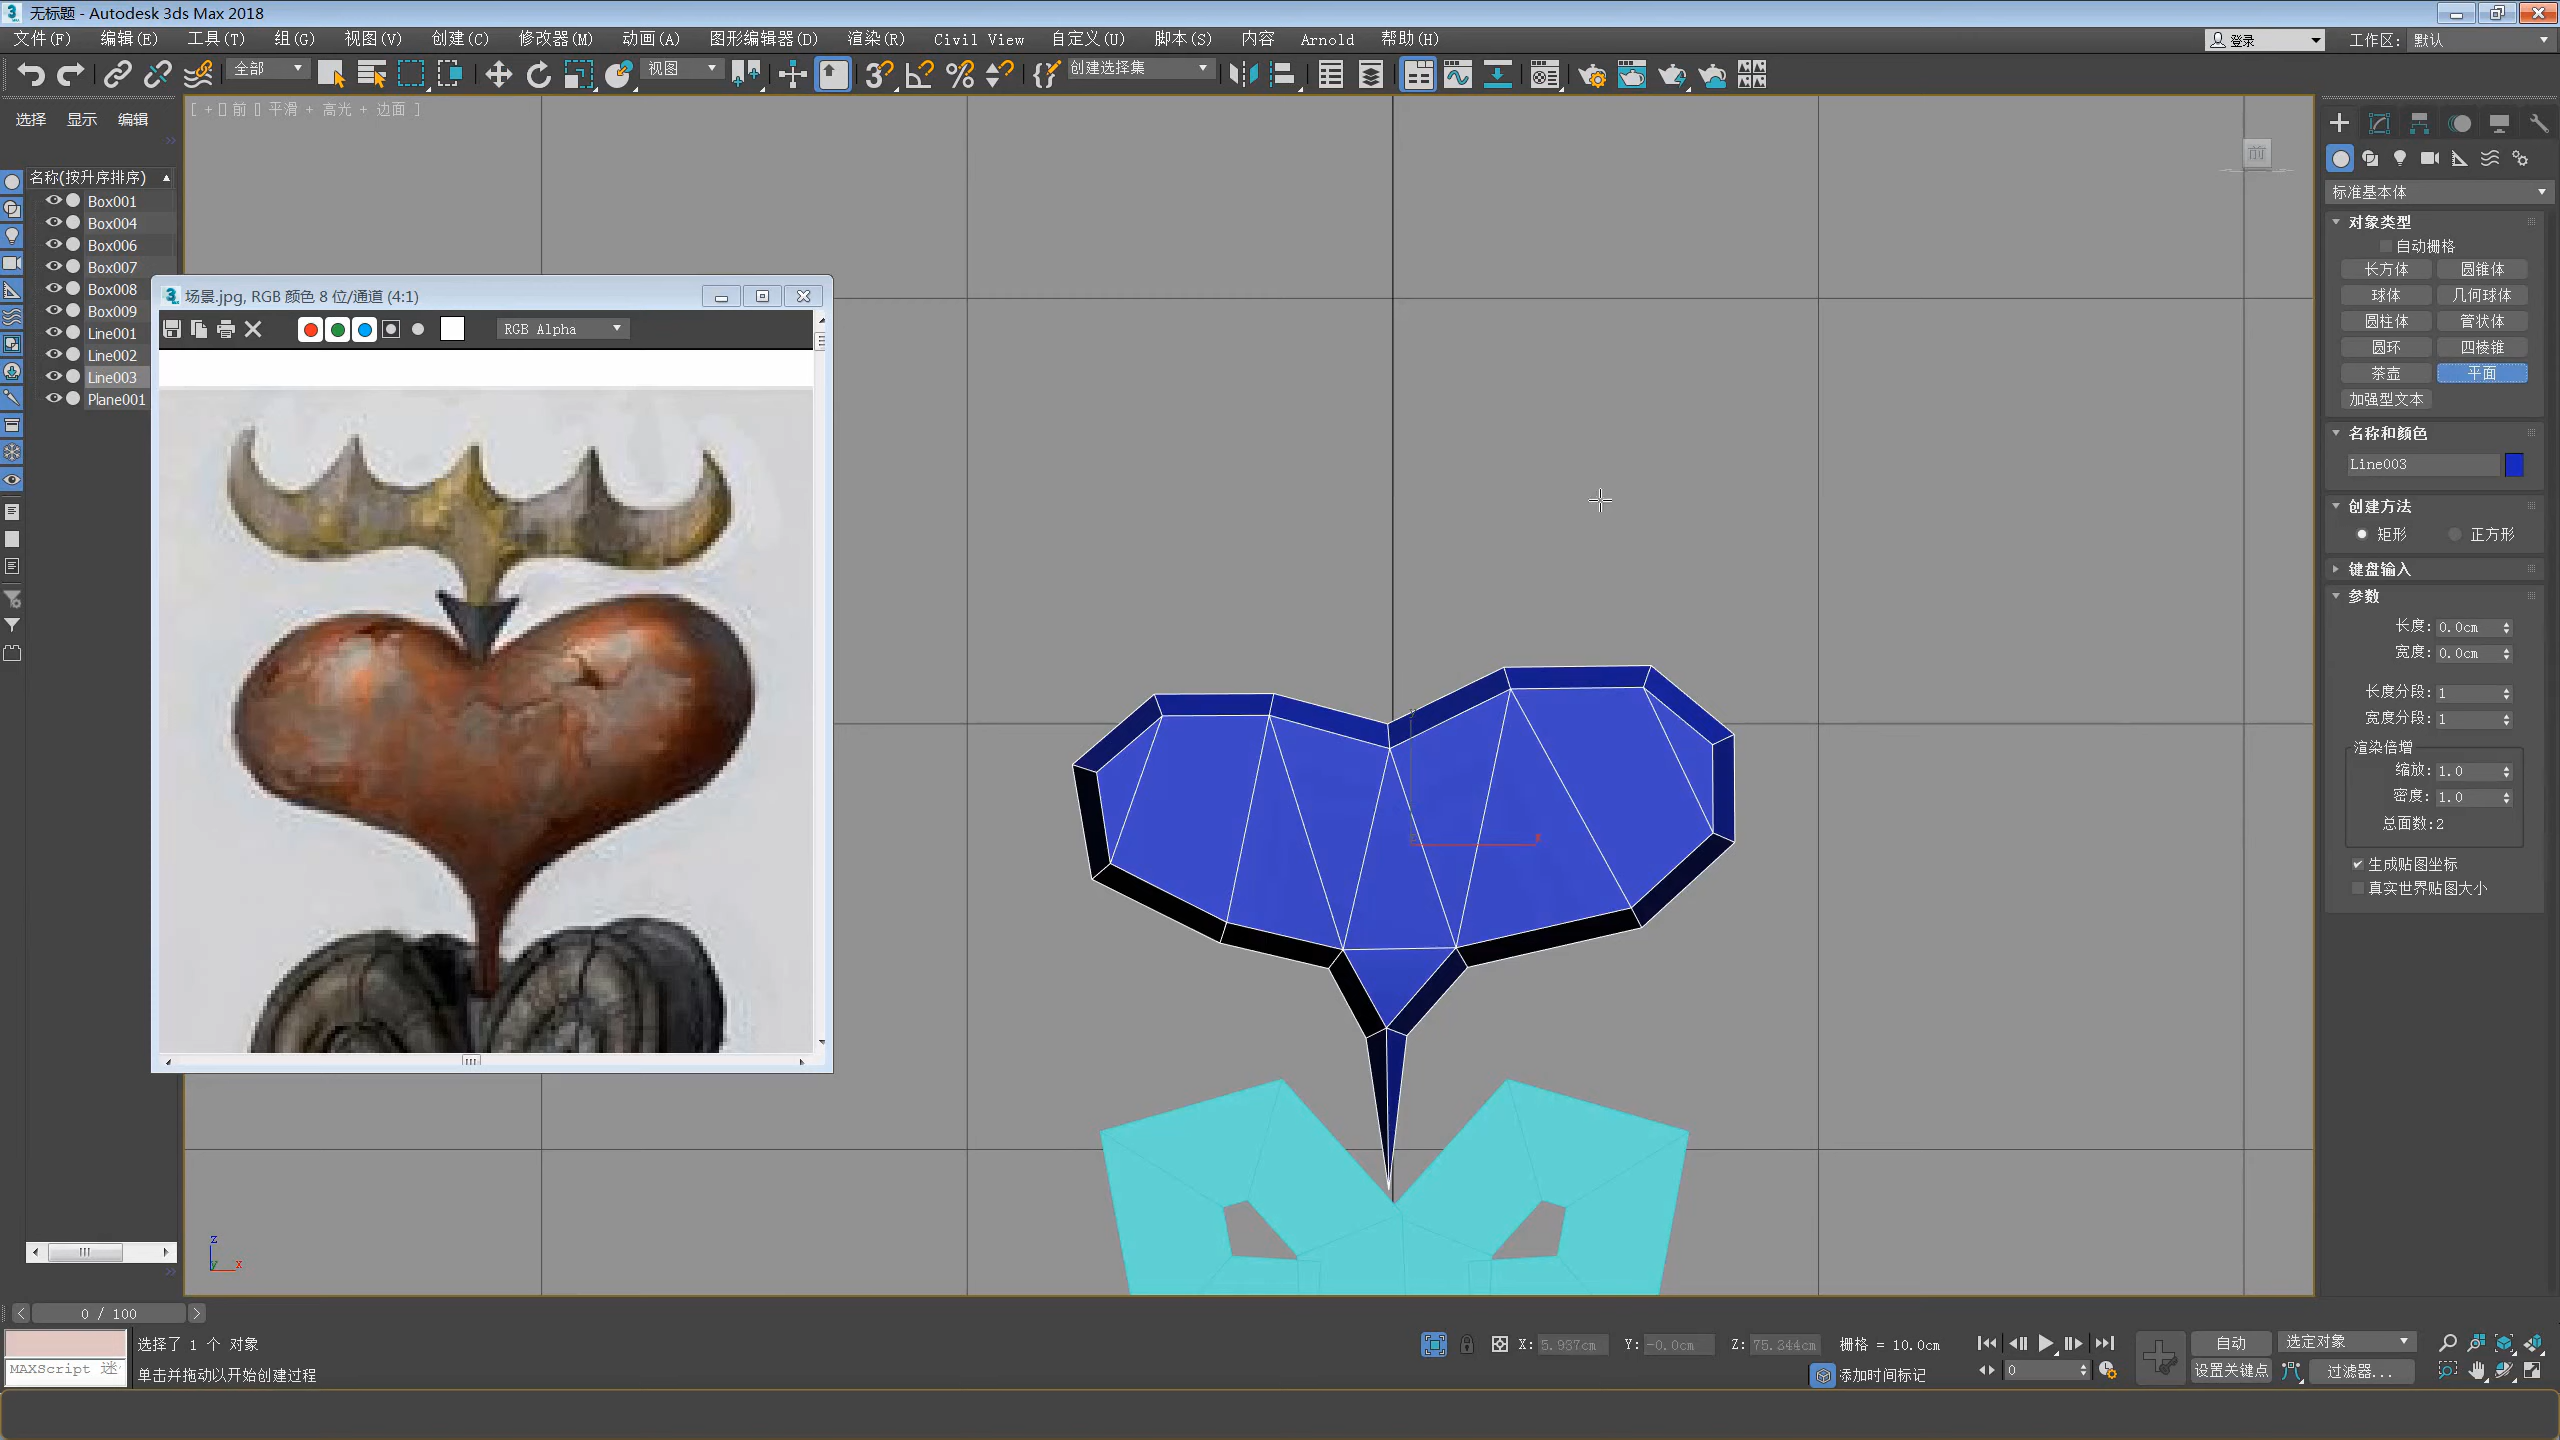 无标题 - Autodesk 3ds Max 2018
文件(F) 编辑(E) 工具(T) 组(G) 视图(V) 创建(C) 修改器(M) 动画(A) 图形编辑器(D) 渲染(R) Civil View 自定义(U) 脚本(S) 内容 Arnold 帮助(H) 登录 工作区: 默认
全部 视图 创建选择集
选择 显示 编辑
[ + ▯ 前 ▯ 平滑 + 高光 + 边面 ]
名称(按升序排序)
Box001
Box004
Box006
Box007
Box008
Box009
Line001
Line002
Line003
Plane001
场景.jpg, RGB 颜色 8 位/通道 (4:1)
RGB Alpha
前
标准基本体
对象类型
自动栅格
长方体 圆锥体
球体 几何球体
圆柱体 管状体
圆环 四棱锥
茶壶 平面
加强型文本
名称和颜色
Line003
创建方法
矩形 正方形
键盘输入
参数
长度: 0.0cm
宽度: 0.0cm
长度分段: 1
宽度分段: 1
渲染倍增
缩放: 1.0
密度: 1.0
总面数:2
生成贴图坐标
真实世界贴图大小
z
x
0 / 100
选择了 1 个 对象
MAXScript 迷
单击并拖动以开始创建过程
X: 5.937cm Y: -0.0cm Z: 75.344cm 栅格 = 10.0cm
添加时间标记
0
自动 选定对象
设置关键点 过滤器...